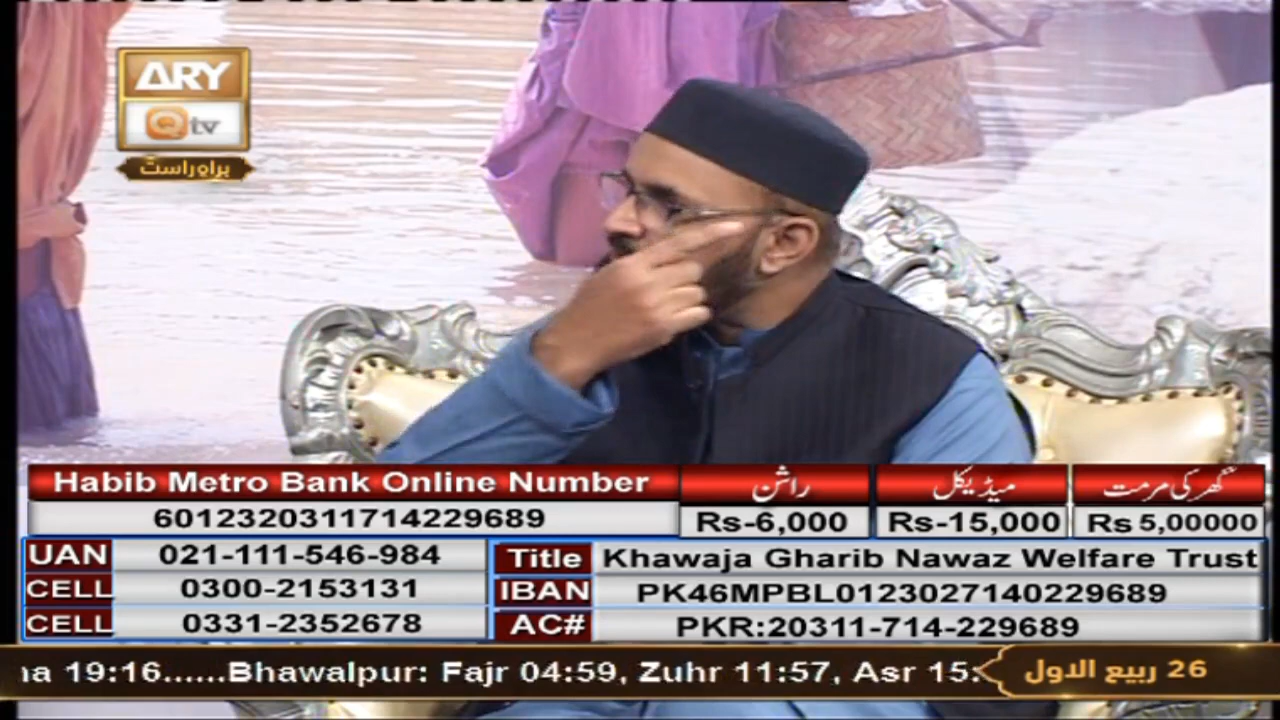 ARY
Qtv
براہِ راست
Habib Metro Bank Online Number
راشن
میڈیکل
گھر کی مرمت
6012320311714229689
Rs-6,000
Rs-15,000
Rs 5,00000
UAN
021-111-546-984
Title
Khawaja Gharib Nawaz Welfare Trust
CELL
0300-2153131
IBAN
PK46MPBL0123027140229689
CELL
0331-2352678
AC#
PKR:20311-714-229689
19:16......Bhawalpur: Fajr 04:59, Zuhr 11:57, Asr 15:
26 ربیع الاول